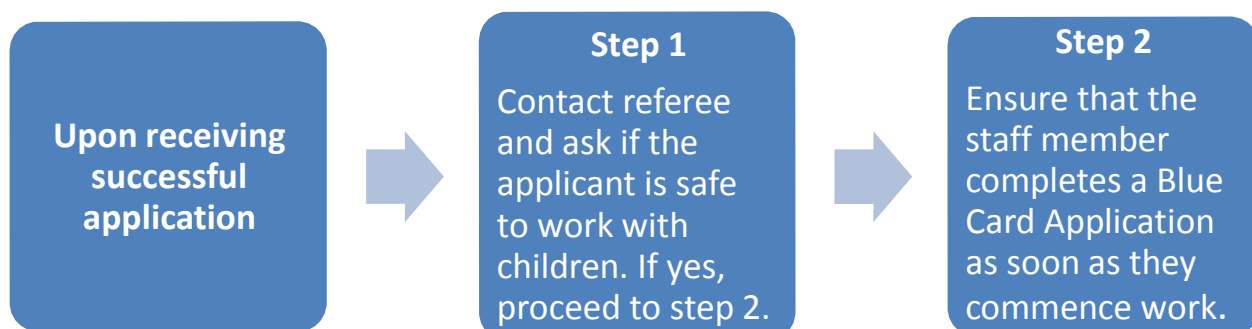 Upon receiving
successful
application
Step 1
Contact referee
and ask if the
applicant is safe
to work with
children. If yes,
proceed to step 2.
Step 2
Ensure that the
staff member
completes a Blue
Card Application
as soon as they
commence work.